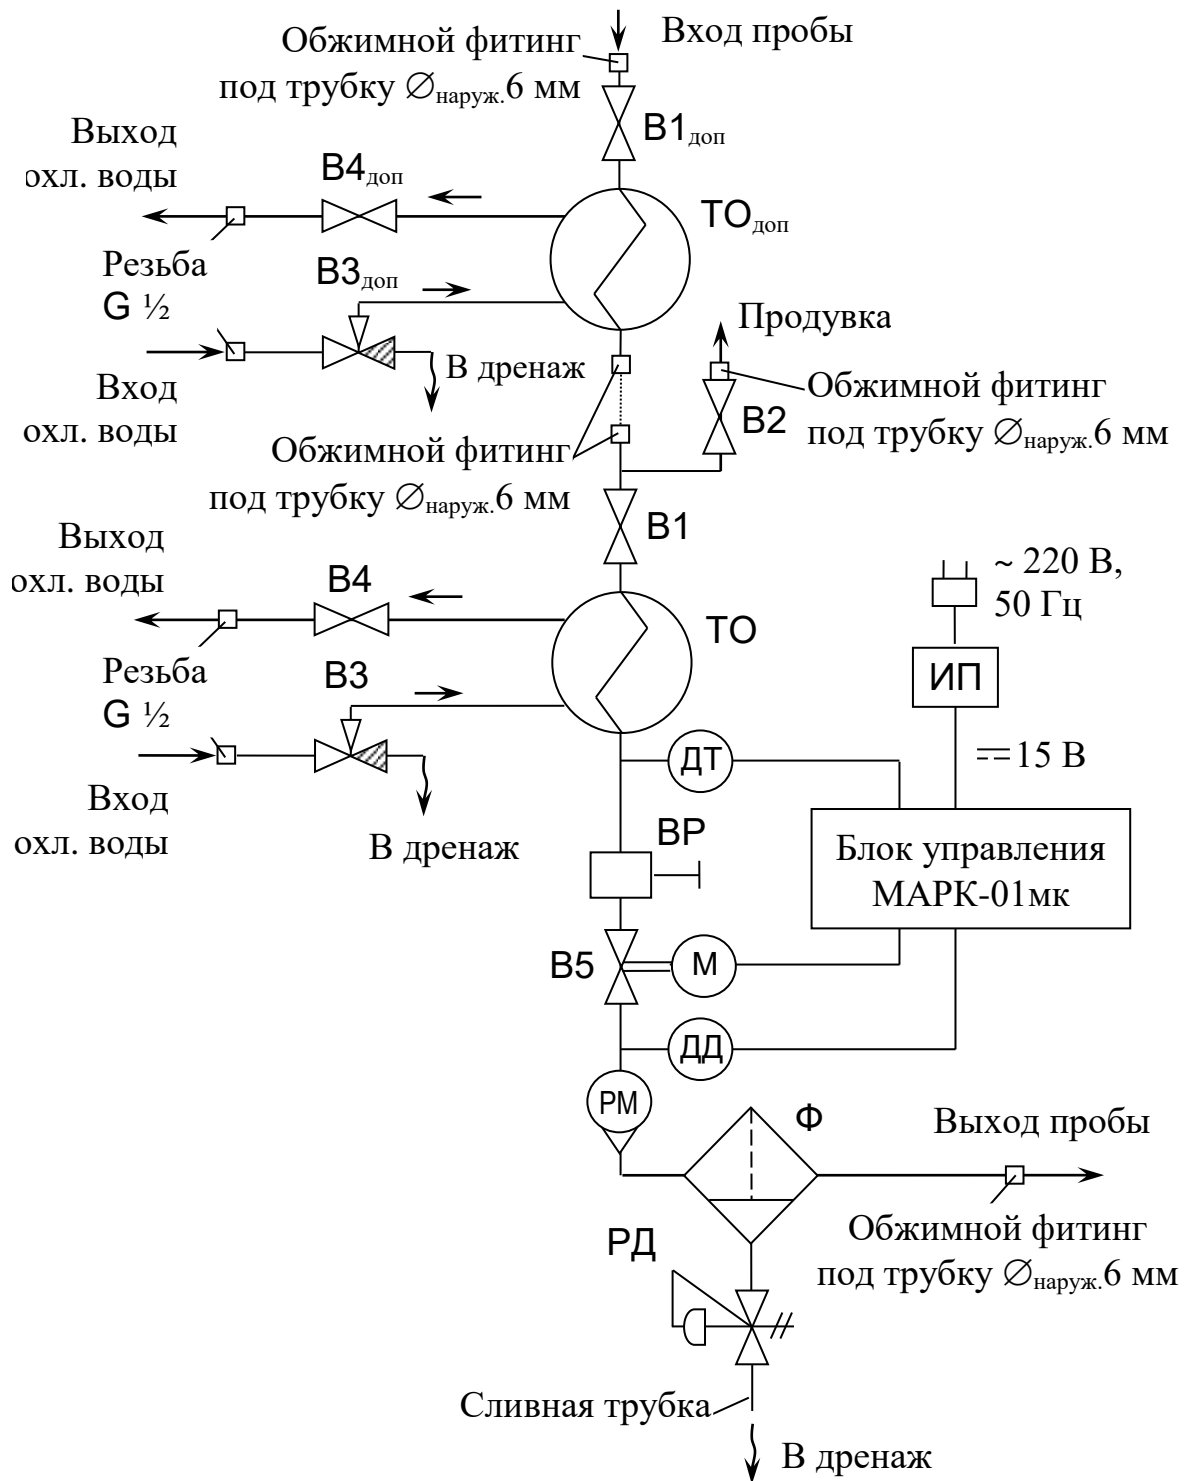 Обжимной фитинг
под трубку ∅наруж.6 мм
Вход пробы
В1доп
Выход
охл. воды
В4доп
ТОдоп
Резьба
G ½
В3доп
Вход
охл. воды
В дренаж
Продувка
Обжимной фитинг
под трубку ∅наруж.6 мм
В2
Обжимной фитинг
под трубку ∅наруж.6 мм
В1
Выход
охл. воды
В4
ТО
~ 220 В,
50 Гц
ИП
Резьба
G ½
В3
Вход
охл. воды
В дренаж
ДТ
15 В
ВР
Блок управления
МАРК-01мк
В5
М
ДД
РМ
Ф
Выход пробы
Обжимной фитинг
под трубку ∅наруж.6 мм
РД
Сливная трубка
В дренаж